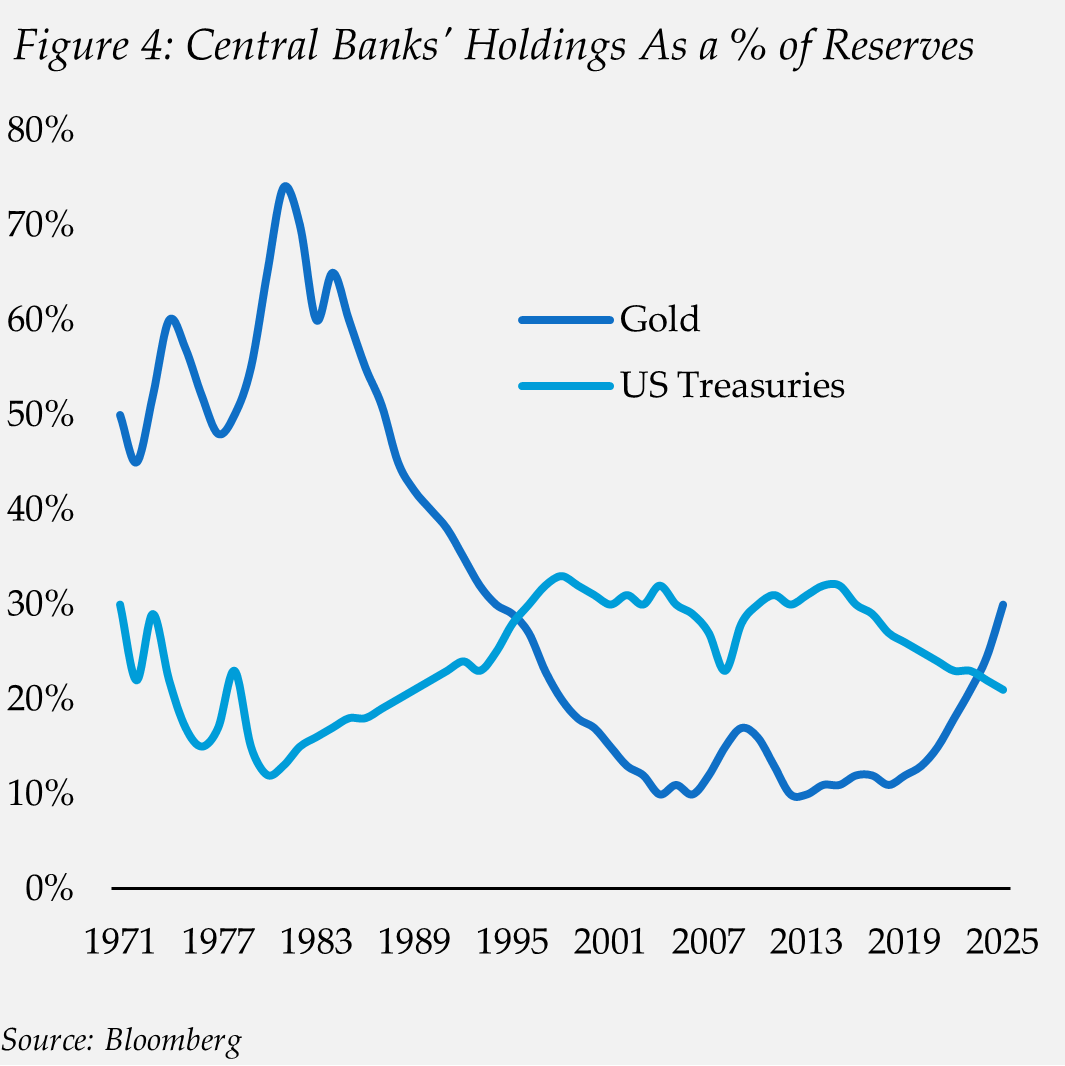 Figure 4: Central Banks' Holdings As a % of Reserves
80%
70%
60%
50%
40%
30%
20%
10%
0%
Gold
US Treasuries
1971 1977 1983 1989 1995 2001 2007 2013 2019 2025
Source: Bloomberg